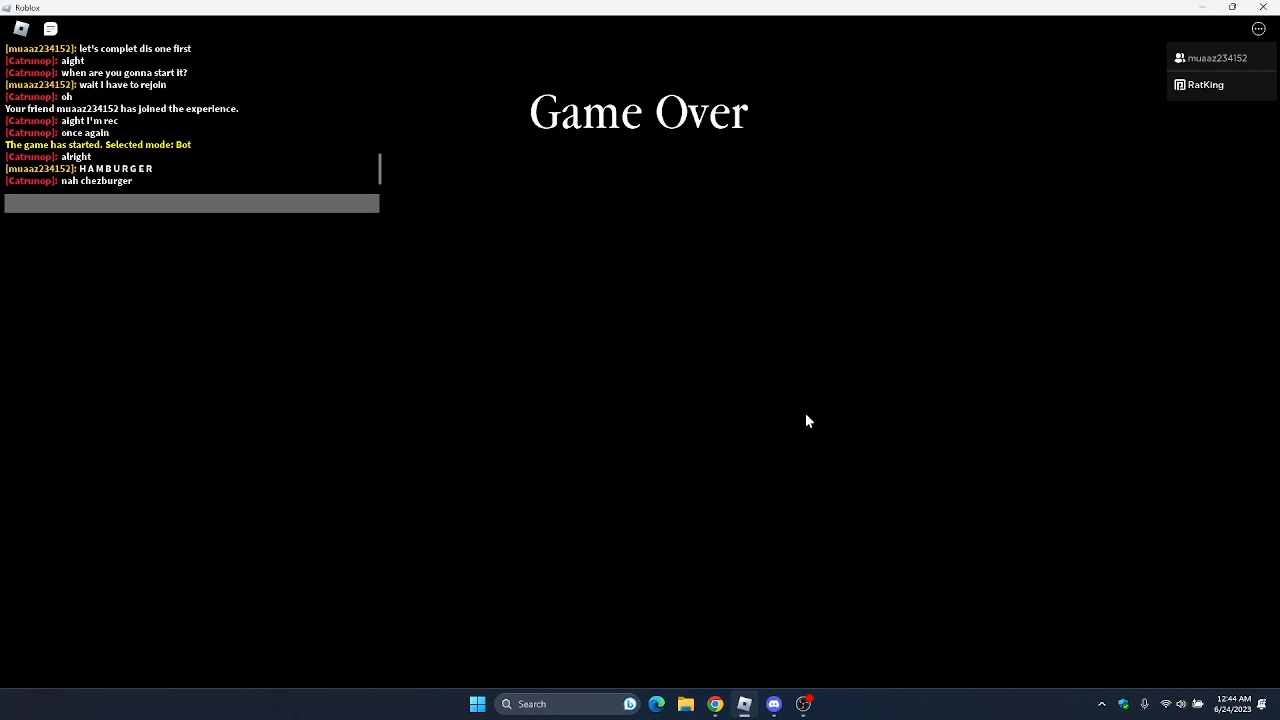 Roblox
[muaaz234152]: let's complet dis one first
[Catrunop]: aight
[Catrunop]: when are you gonna start it?
[muaaz234152]: wait I have to rejoin
[Catrunop]: oh
Your friend muaaz234152 has joined the experience.
[Catrunop]: aight I'm rec
[Catrunop]: once again
The game has started. Selected mode: Bot
[Catrunop]: alright
[muaaz234152]: H A M B U R G E R
[Catrunop]: nah chezburger
Game Over
muaaz234152
RatKing
Search
12:44 AM
6/24/2023